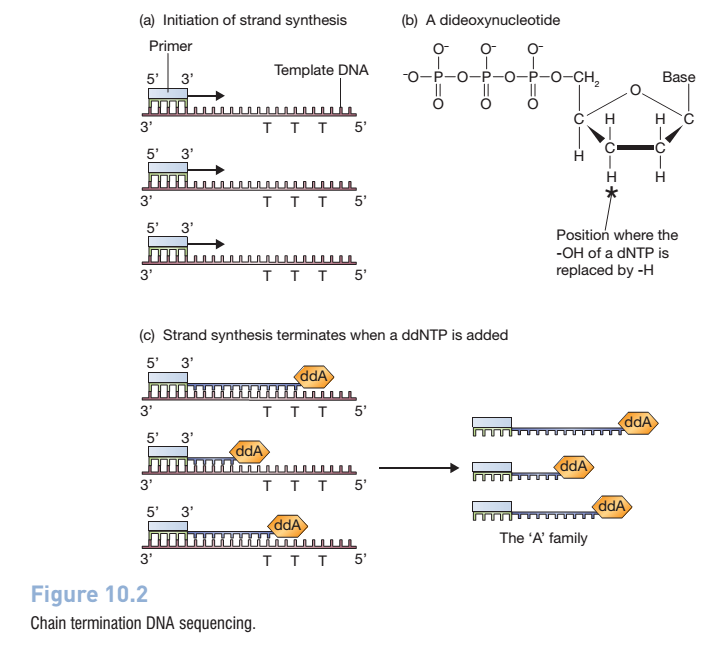 (a) Initiation of strand synthesis
Primer
Template DNA
5' 3'
3' T T T 5'
5' 3'
3' T T T 5'
5' 3'
3' T T T 5'
(b) A dideoxynucleotide
O- O- O-
-O-P-O-P-O-P-O-CH2
O O O
O
Base
C H H C
H C C
H H
*
Position where the
-OH of a dNTP is
replaced by -H
(c) Strand synthesis terminates when a ddNTP is added
5' 3'
ddA
3' T T T 5'
5' 3'
ddA
3' T T T 5'
5' 3'
ddA
3' T T T 5'
ddA
ddA
ddA
The ‘A’ family
Figure 10.2
Chain termination DNA sequencing.